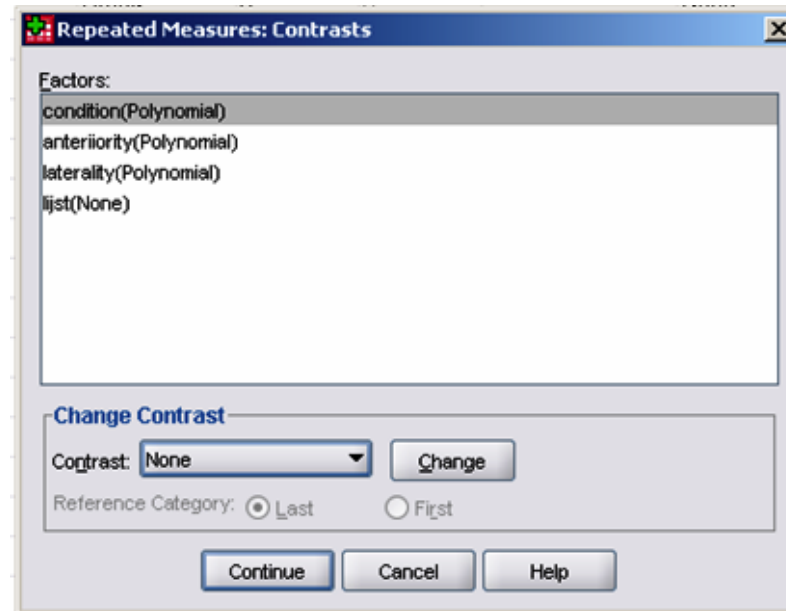 Repeated Measures: Contrasts
Factors:
condition(Polynomial)
anteriiority(Polynomial)
laterality(Polynomial)
lijst(None)
Change Contrast
Contrast: None Change
Reference Category: Last First
Continue Cancel Help